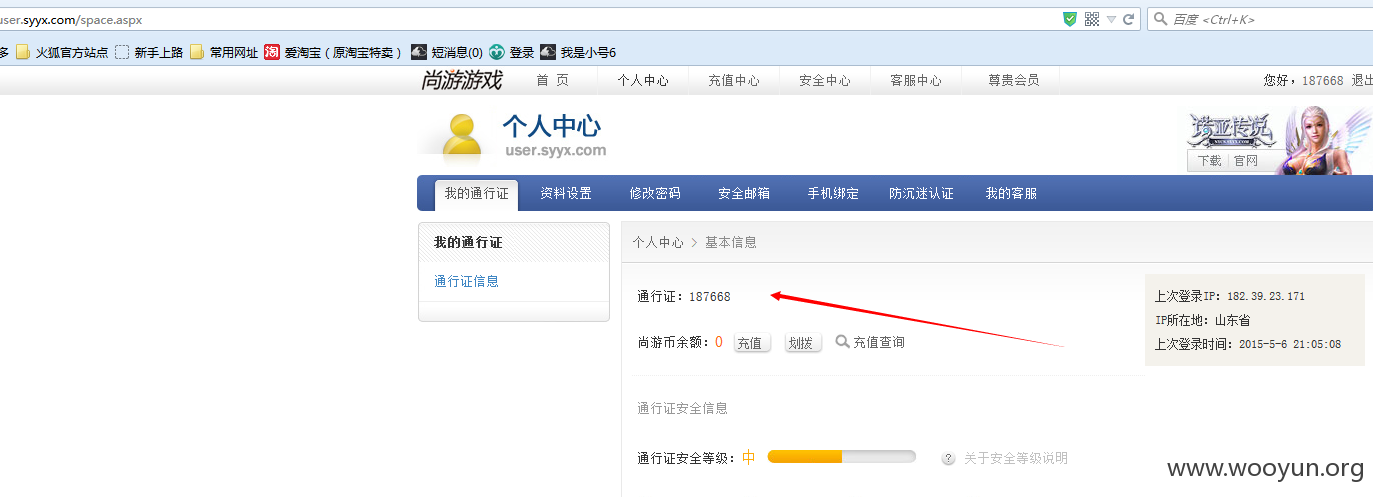 user.syyx.com/space.aspx 百度 <Ctrl+K>
多 火狐官方站点 新手上路 常用网址 淘 爱淘宝（原淘宝特卖） 短消息(0) 登录 我是小号6
尚游游戏 首 页 个人中心 充值中心 安全中心 客服中心 尊贵会员 您好，187668 退出
个人中心
user.syyx.com
诺亚传说
下载 官网
我的通行证 资料设置 修改密码 安全邮箱 手机绑定 防沉迷认证 我的客服
我的通行证
通行证信息
个人中心 > 基本信息
通行证：187668
尚游币余额：0 充值 划拨 充值查询
上次登录IP：182.39.23.171
IP所在地：山东省
上次登录时间：2015-5-6 21:05:08
通行证安全信息
通行证安全等级：中 ? 关于安全等级说明
www.wooyun.org